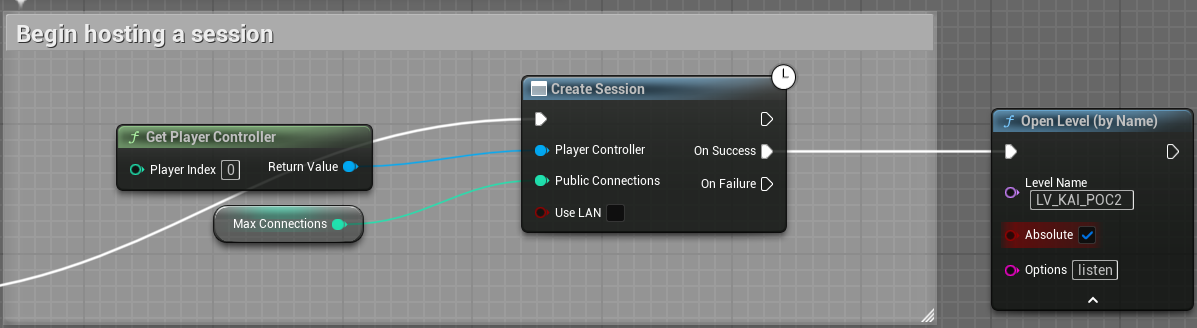 Begin hosting a session
Create Session
Get Player Controller
Player Index 0
Return Value
Max Connections
Player Controller
On Success
Public Connections
On Failure
Use LAN
Open Level (by Name)
Level Name
LV_KAI_POC2
Absolute
Options listen